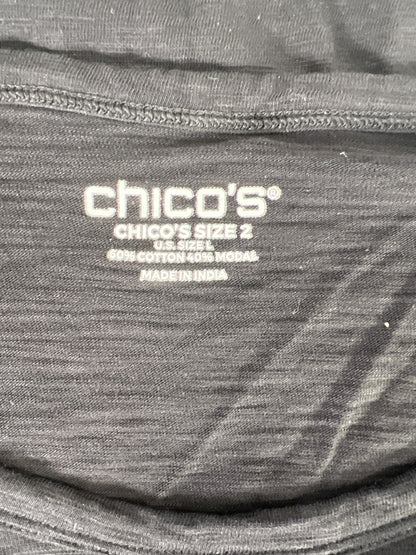 chico's®
CHICO'S SIZE 2
U.S. SIZE L
60% COTTON 40% MODAL
MADE IN INDIA